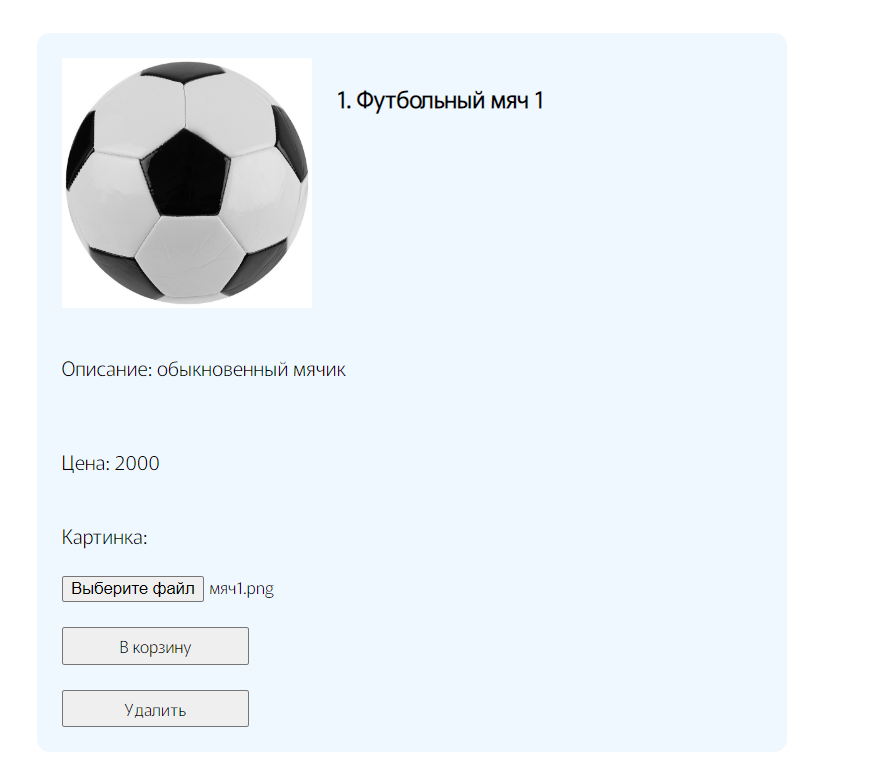 1. Футбольный мяч 1
Описание: обыкновенный мячик
Цена: 2000
Картинка:
Выберите файл мяч1.png
В корзину
Удалить